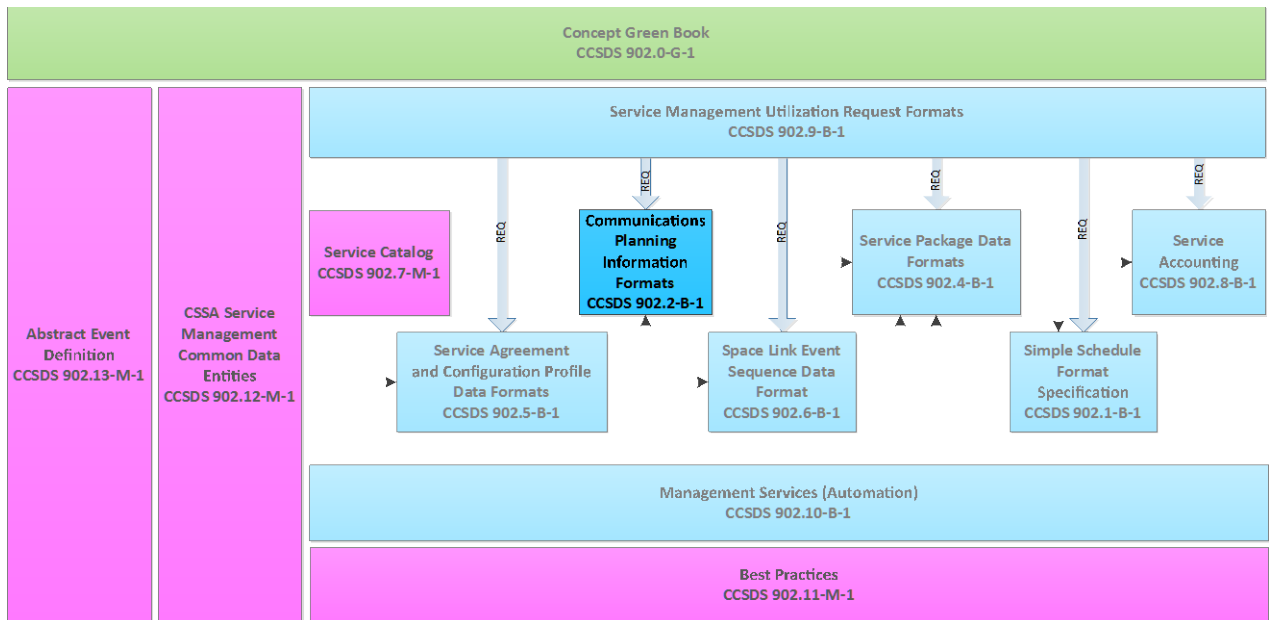 Concept Green Book
CCSDS 902.0-G-1
Service Management Utilization Request Formats
CCSDS 902.9-B-1
REQ
REQ
REQ
REQ
REQ
REQ
Abstract Event
Definition
CCSDS 902.13-M-1
CSSA Service
Management
Common Data
Entities
CCSDS 902.12-M-1
Service Catalog
CCSDS 902.7-M-1
Communications
Planning
Information
Formats
CCSDS 902.2-B-1
Service Package Data
Formats
CCSDS 902.4-B-1
Service
Accounting
CCSDS 902.8-B-1
Service Agreement
and Configuration Profile
Data Formats
CCSDS 902.5-B-1
Space Link Event
Sequence Data
Format
CCSDS 902.6-B-1
Simple Schedule
Format
Specification
CCSDS 902.1-B-1
Management Services (Automation)
CCSDS 902.10-B-1
Best Practices
CCSDS 902.11-M-1